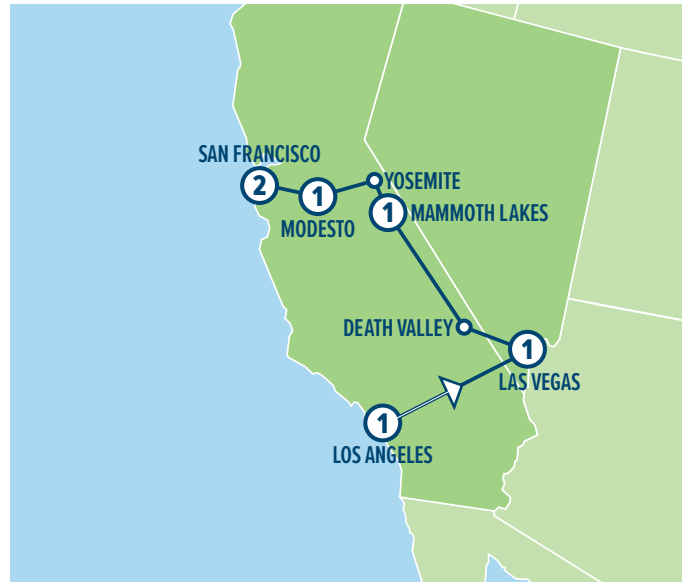 SAN FRANCISCO
2
1
MODESTO
YOSEMITE
1
MAMMOTH LAKES
DEATH VALLEY
1
LAS VEGAS
1
LOS ANGELES